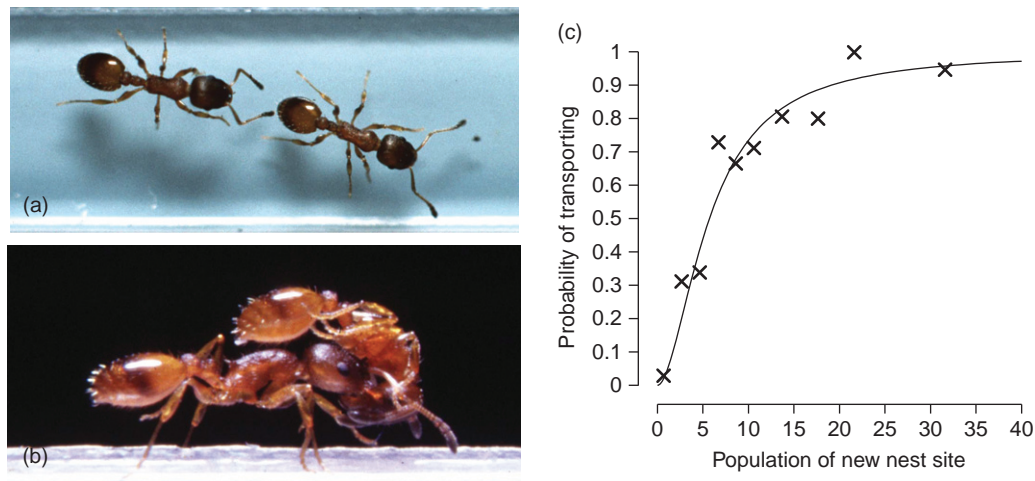 (a)
(b)
(c)
Probability of transporting
1
0.9
0.8
0.7
0.6
0.5
0.4
0.3
0.2
0.1
0
0 5 10 15 20 25 30 35 40
Population of new nest site